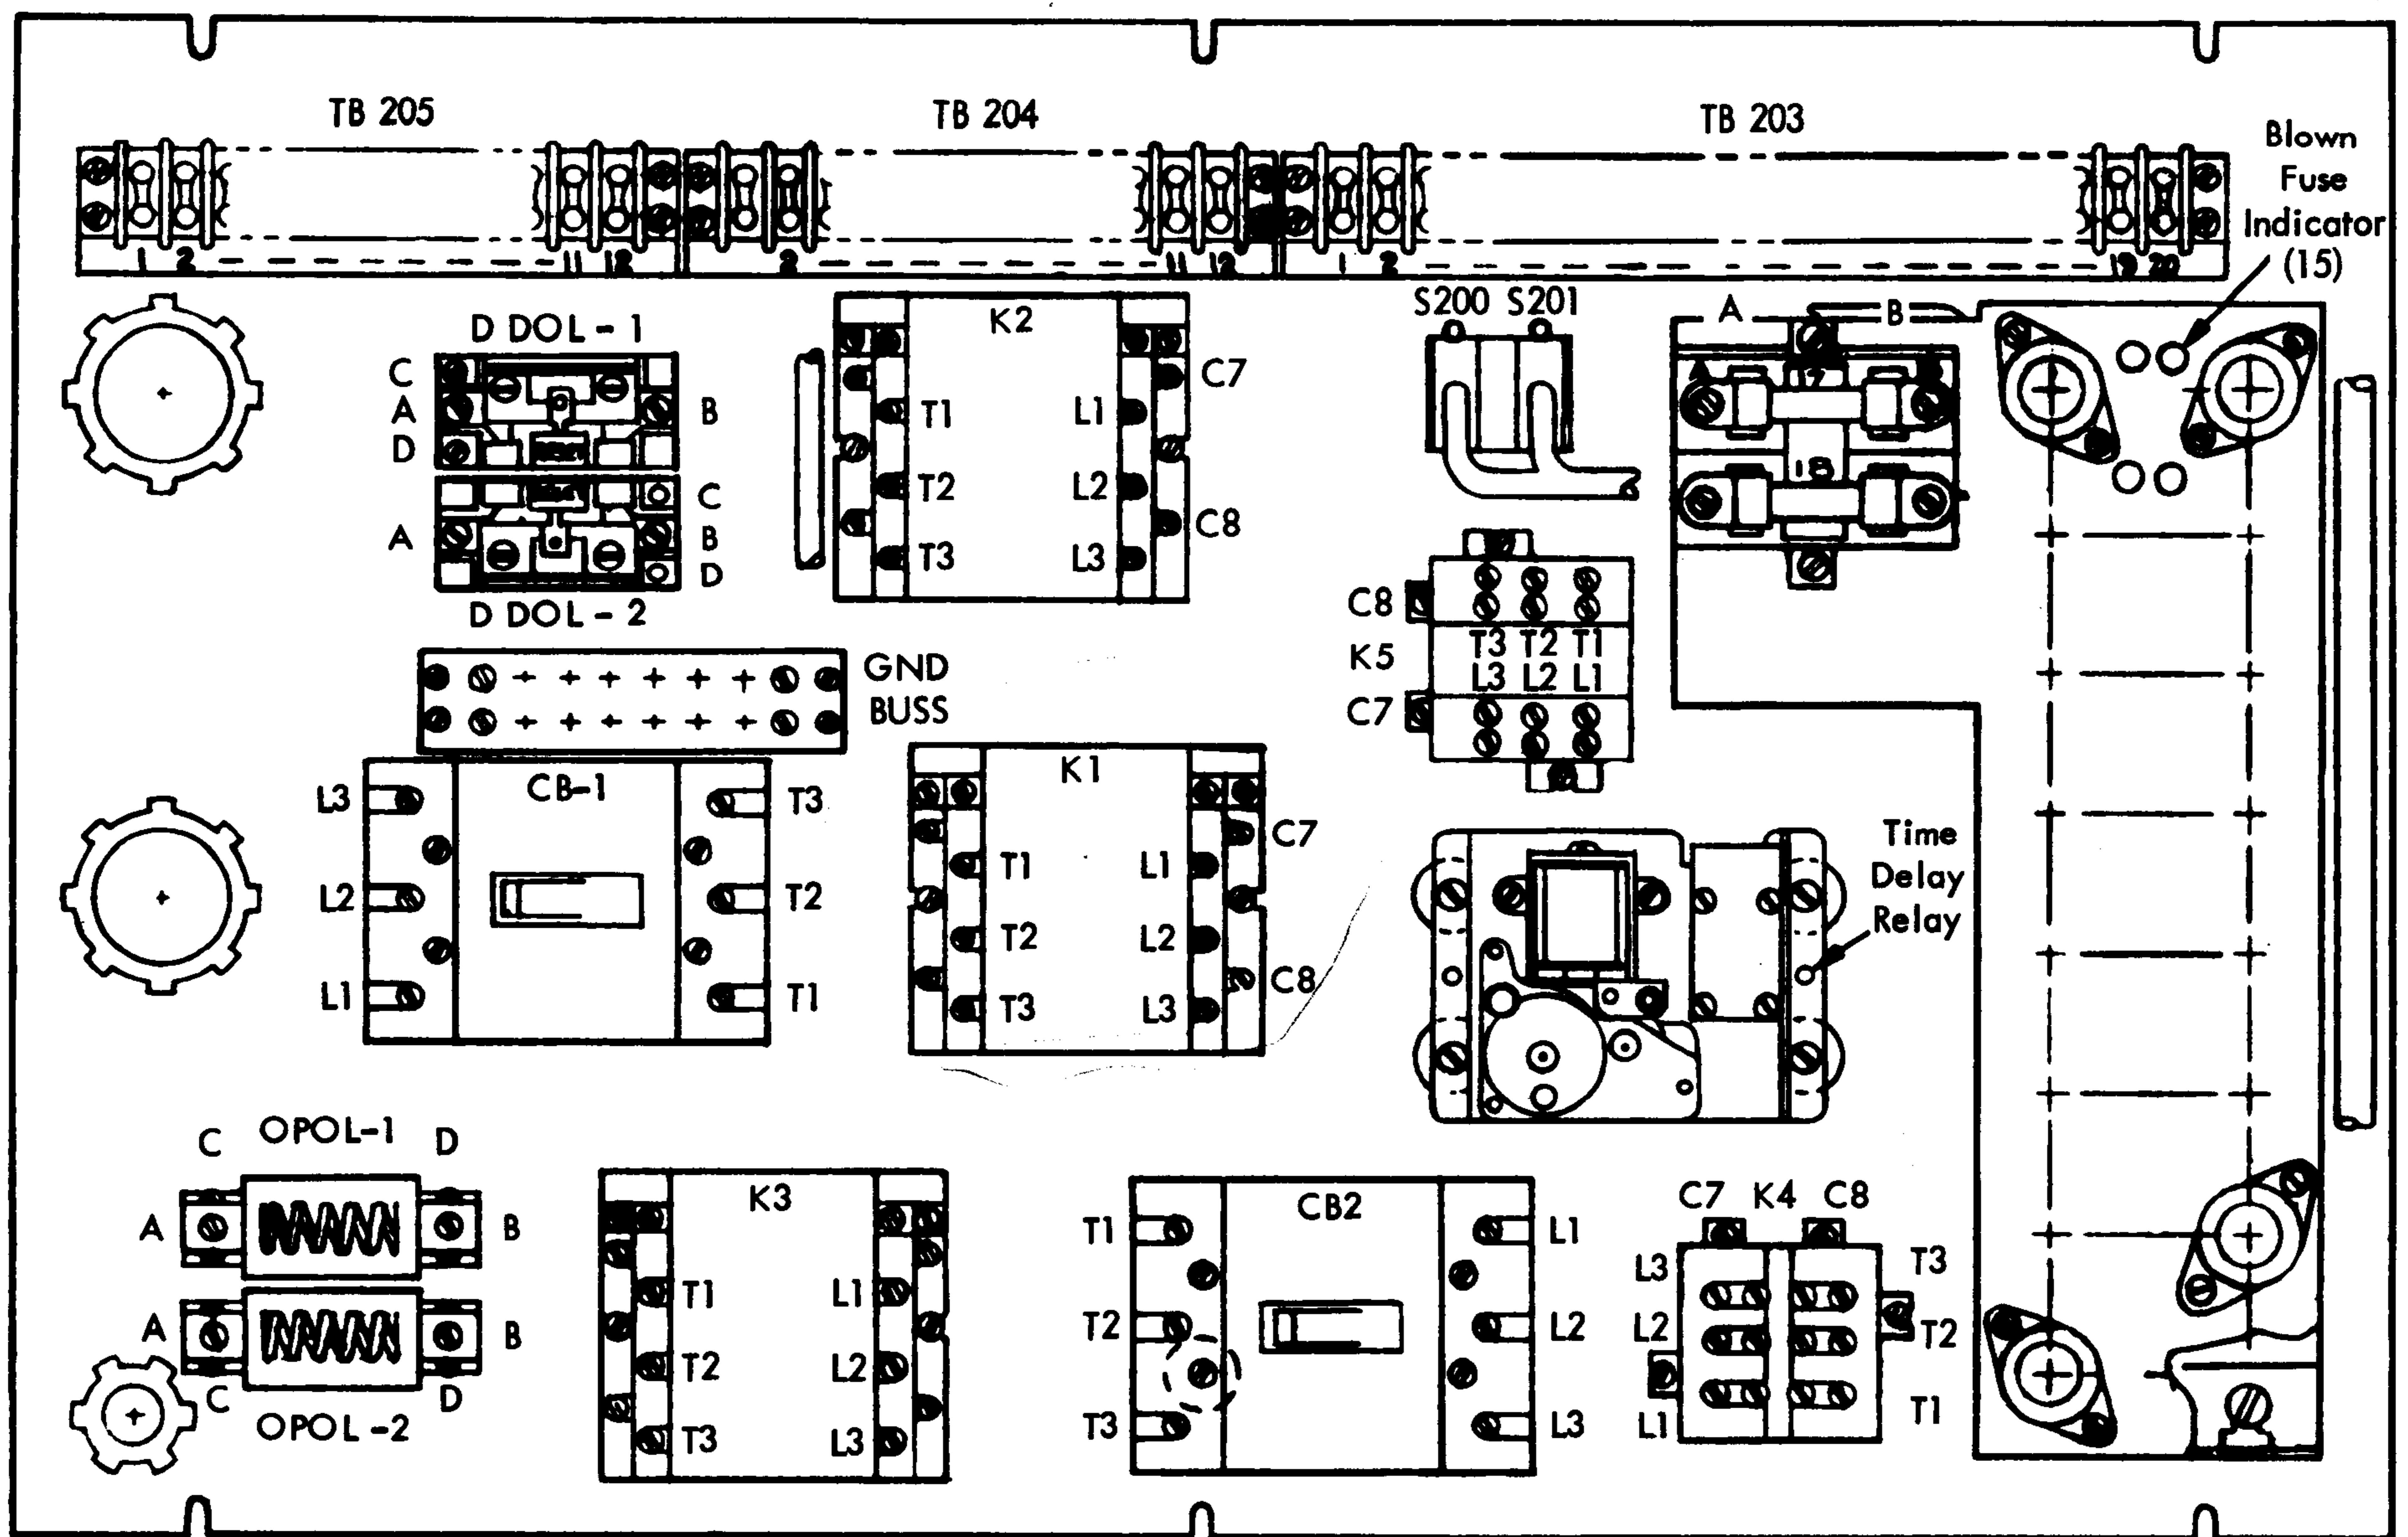 TB 205
TB 204
TB 203
Blown
Fuse
Indicator
(15)
1 2
11 12
2
11 12
1 2
19 20
S200 S201
A
B
D DOL-1
C
A
D
B
K2
C7
T1
L1
T2
L2
C8
T3
L3
A
7
18
C
A
B
D
D DOL-2
C8
T3 T2 T1
K5
L3 L2 L1
C7
GND
BUSS
CB-1
L3
T3
L2
T2
L1
T1
K1
C7
T1
L1
T2
L2
C8
T3
L3
Time
Delay
Relay
C
OPOL-1
D
A
B
A
B
C
D
OPOL-2
K3
T1
L1
T2
L2
T3
L3
CB2
T1
L1
T2
L2
T3
L3
C7 K4 C8
L3
T3
L2
T2
L1
T1